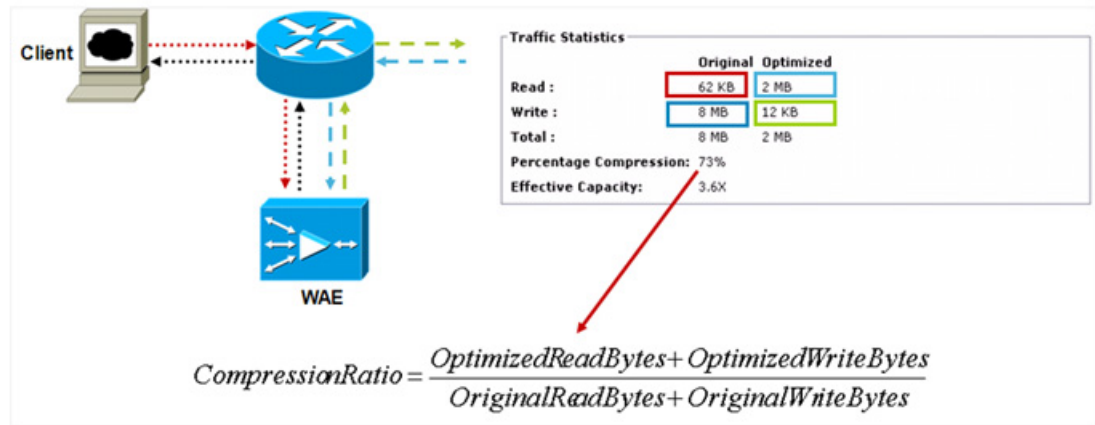 Client
WAE
Traffic Statistics
Original Optimized
Read : 62 KB 2 MB
Write : 8 MB 12 KB
Total : 8 MB 2 MB
Percentage Compression: 73%
Effective Capacity: 3.6X
CompressionRatio = OptimizedReadBytes + OptimizedWriteBytes
OriginalReadBytes + OriginalWriteBytes